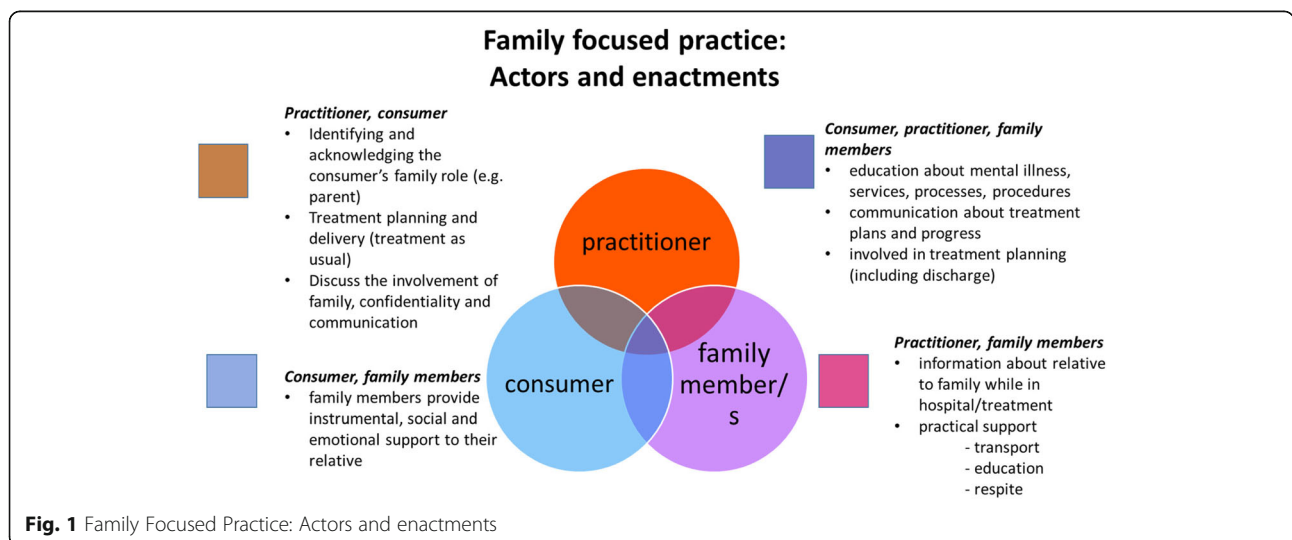 Family focused practice:
Actors and enactments
Practitioner, consumer
• Identifying and
acknowledging the
consumer's family role (e.g.
parent)
• Treatment planning and
delivery (treatment as
usual)
• Discuss the involvement of
family, confidentiality and
communication
Consumer, family members
• family members provide
instrumental, social and
emotional support to their
relative
practitioner
consumer
family
member/
s
Consumer, practitioner, family
members
• education about mental illness,
services, processes, procedures
• communication about treatment
plans and progress
• involved in treatment planning
(including discharge)
Practitioner, family members
• information about relative
to family while in
hospital/treatment
• practical support
- transport
- education
- respite
Fig. 1 Family Focused Practice: Actors and enactments